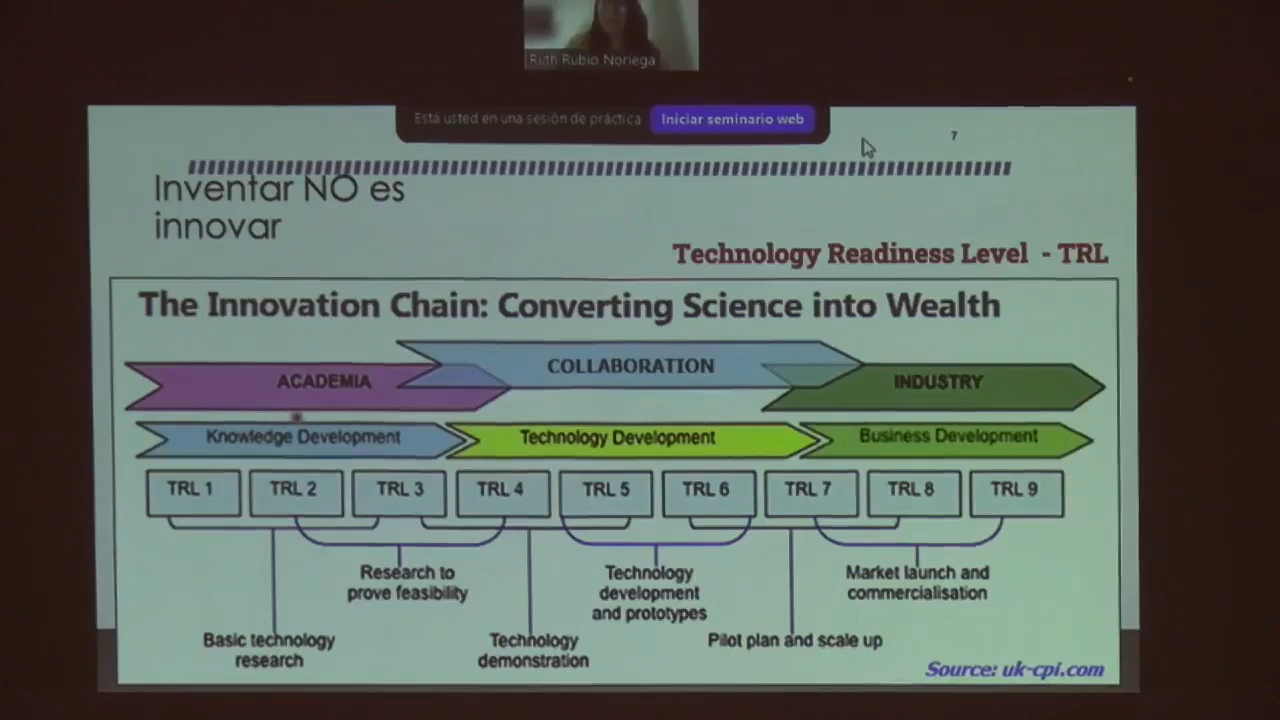 Ruth Rubio Noriega
Está usted en una sesión de práctica
Iniciar seminario web
7
Inventar NO es
innovar
Technology Readiness Level - TRL
The Innovation Chain: Converting Science into Wealth
COLLABORATION
ACADEMIA
INDUSTRY
Knowledge Development
Technology Development
Business Development
TRL 1
TRL 2
TRL 3
TRL 4
TRL 5
TRL 6
TRL 7
TRL 8
TRL 9
Research to
prove feasibility
Technology
development
and prototypes
Market launch and
commercialisation
Basic technology
research
Technology
demonstration
Pilot plan and scale up
Source: uk-cpi.com